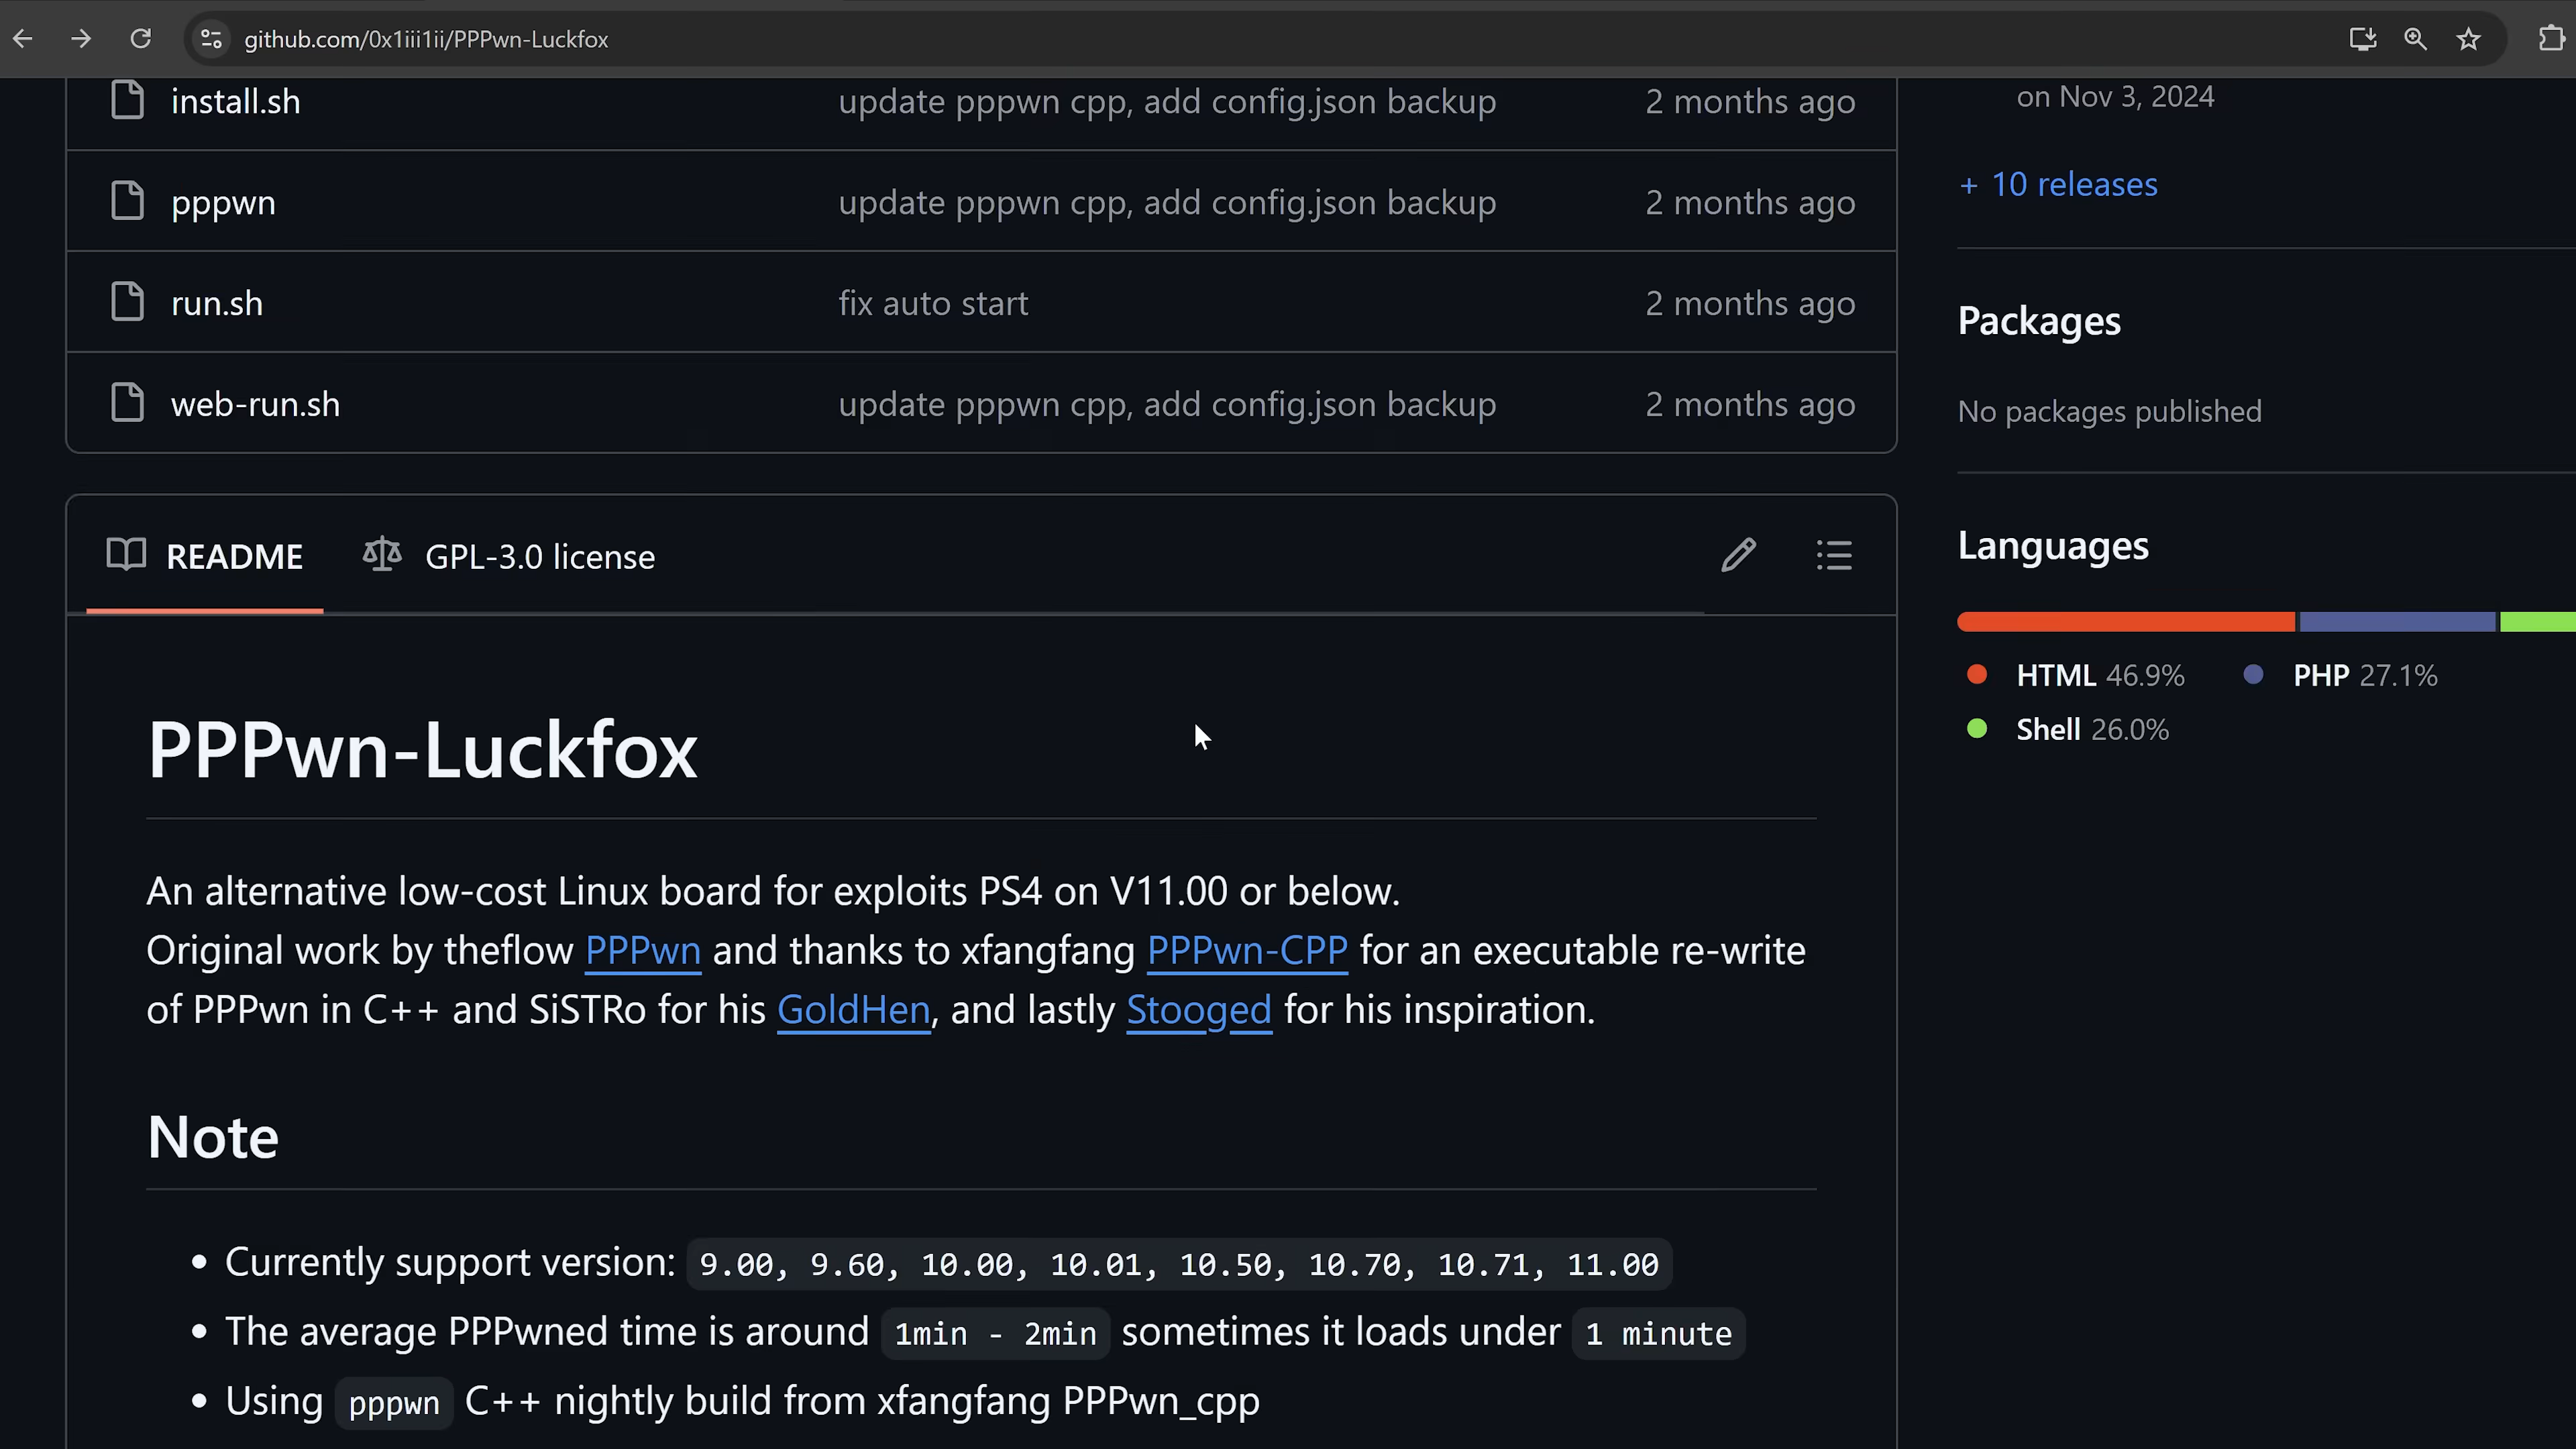 github.com/0x1iii1ii/PPPwn-Luckfox
install.sh update pppwn cpp, add config.json backup 2 months ago
pppwn update pppwn cpp, add config.json backup 2 months ago
run.sh fix auto start 2 months ago
web-run.sh update pppwn cpp, add config.json backup 2 months ago
README GPL-3.0 license
PPPwn-Luckfox
An alternative low-cost Linux board for exploits PS4 on V11.00 or below.
Original work by theflow PPPwn and thanks to xfangfang PPPwn-CPP for an executable re-write
of PPPwn in C++ and SiSTRo for his GoldHen, and lastly Stooged for his inspiration.
Note
• Currently support version: 9.00, 9.60, 10.00, 10.01, 10.50, 10.70, 10.71, 11.00
• The average PPPwned time is around 1min - 2min sometimes it loads under 1 minute
• Using pppwn C++ nightly build from xfangfang PPPwn_cpp
on Nov 3, 2024
+ 10 releases
Packages
No packages published
Languages
HTML 46.9% PHP 27.1%
Shell 26.0%